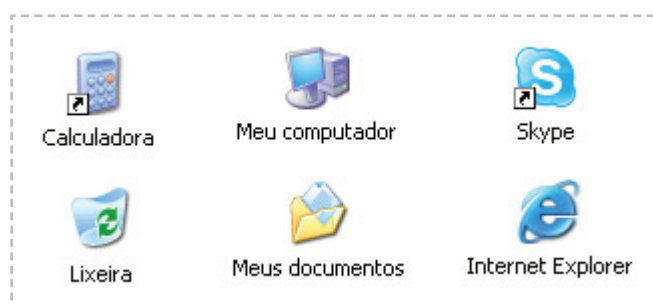 Calculadora
Meu computador
Skype
Lixeira
Meus documentos
Internet Explorer